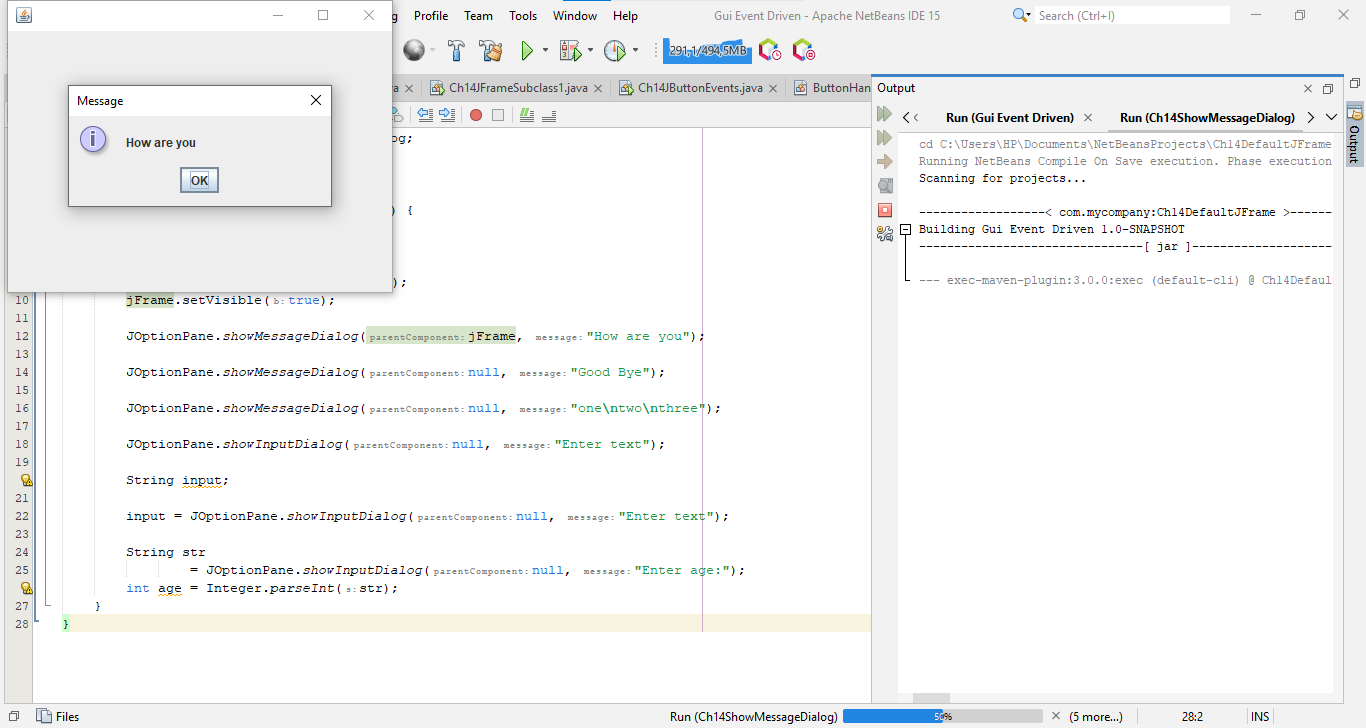 g Profile Team Tools Window Help
Gui Event Driven - Apache NetBeans IDE 15
Search (Ctrl+I)
291,1/494,5MB
a Ch14JFrameSubclass1.java Ch14JButtonEvents.java ButtonHan
Message
How are you
OK
og;
) {
);
10 jFrame.setVisible(b:true);
11
12 JOptionPane.showMessageDialog(parentComponent:jFrame, message:"How are you");
13
14 JOptionPane.showMessageDialog(parentComponent:null, message:"Good Bye");
15
16 JOptionPane.showMessageDialog(parentComponent:null, message:"one\ntwo\nthree");
17
18 JOptionPane.showInputDialog(parentComponent:null, message:"Enter text");
19
String input;
21
22 input = JOptionPane.showInputDialog(parentComponent:null, message:"Enter text");
23
24 String str
25 = JOptionPane.showInputDialog(parentComponent:null, message:"Enter age:");
int age = Integer.parseInt(s:str);
27 }
28 }
Output
Run (Gui Event Driven) Run (Ch14ShowMessageDialog)
cd C:\Users\HP\Documents\NetBeansProjects\Ch14DefaultJFrame
Running NetBeans Compile On Save execution. Phase execution
Scanning for projects...
------------------< com.mycompany:Ch14DefaultJFrame >------
Building Gui Event Driven 1.0-SNAPSHOT
--------------------------------[ jar ]--------------------
--- exec-maven-plugin:3.0.0:exec (default-cli) @ Ch14Defaul
Output
Files
Run (Ch14ShowMessageDialog) 50% (5 more...) 28:2 INS